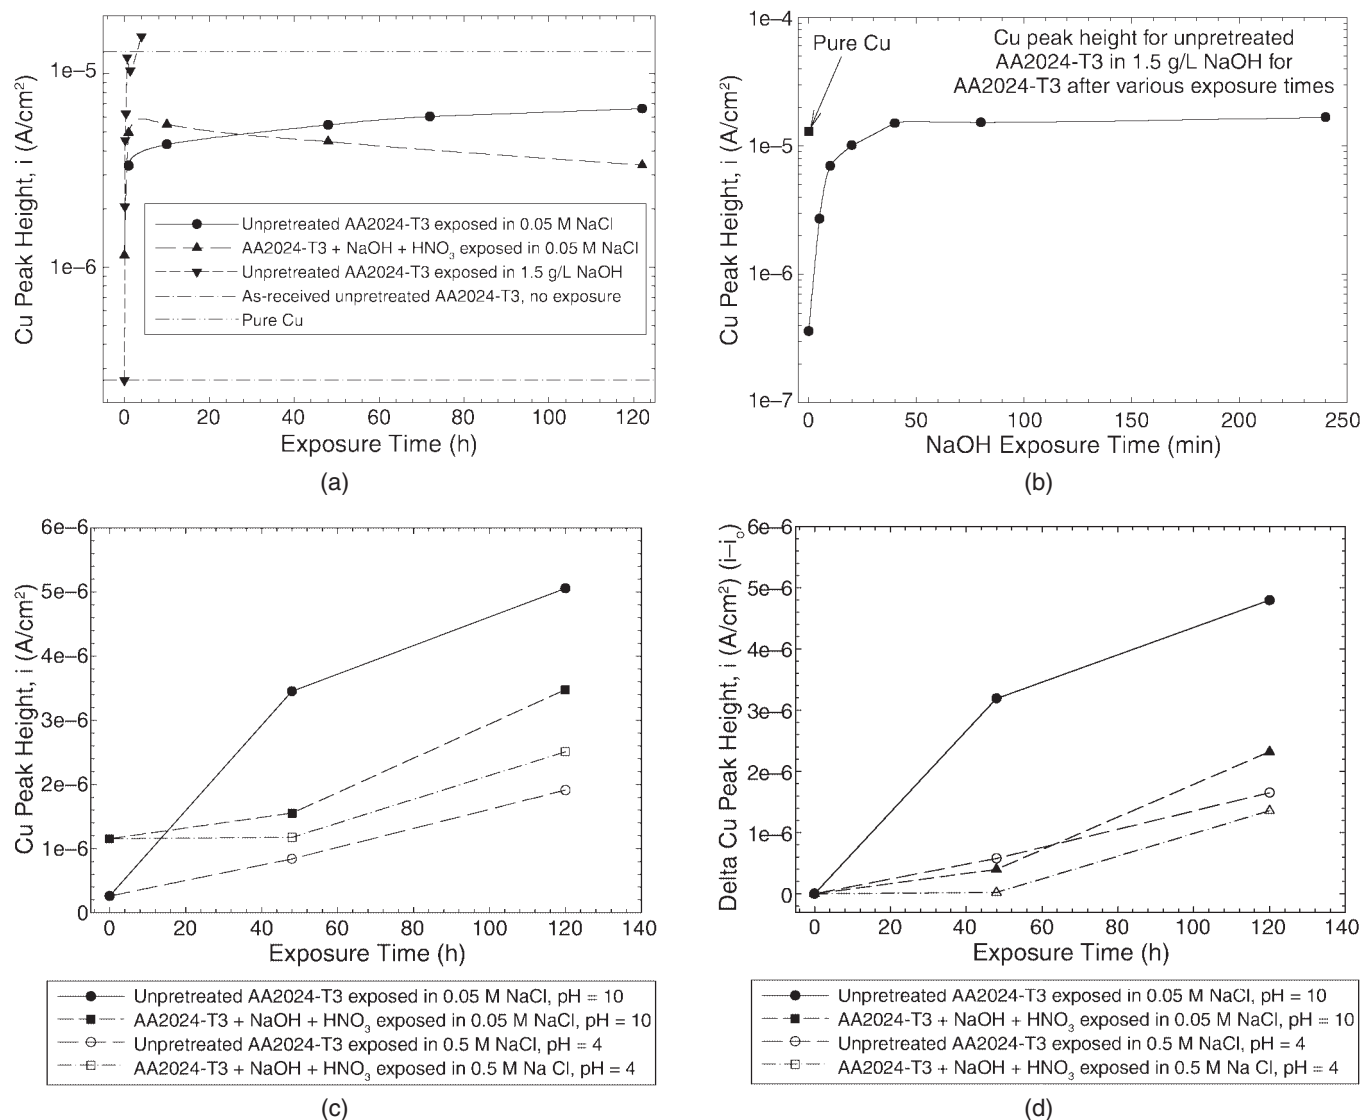 Cu Peak Height, i (A/cm²)
1e–5
1e–6
Unpretreated AA2024-T3 exposed in 0.05 M NaCl
AA2024-T3 + NaOH + HNO₃ exposed in 0.05 M NaCl
Unpretreated AA2024-T3 exposed in 1.5 g/L NaOH
As-received unpretreated AA2024-T3, no exposure
Pure Cu
0 20 40 60 80 100 120
Exposure Time (h)
(a)
Cu Peak Height, i (A/cm²)
1e–4
1e–5
1e–6
1e–7
Pure Cu
Cu peak height for unpretreated
AA2024-T3 in 1.5 g/L NaOH for
AA2024-T3 after various exposure times
0 50 100 150 200 250
NaOH Exposure Time (min)
(b)
Cu Peak Height, i (A/cm²)
6e–6
5e–6
4e–6
3e–6
2e–6
1e–6
0
0 20 40 60 80 100 120 140
Exposure Time (h)
Unpretreated AA2024-T3 exposed in 0.05 M NaCl, pH = 10
AA2024-T3 + NaOH + HNO₃ exposed in 0.05 M NaCl, pH = 10
Unpretreated AA2024-T3 exposed in 0.5 M NaCl, pH = 4
AA2024-T3 + NaOH + HNO₃ exposed in 0.5 M Na Cl, pH = 4
(c)
Delta Cu Peak Height, i (A/cm²) (i–iₒ)
6e–6
5e–6
4e–6
3e–6
2e–6
1e–6
0
0 20 40 60 80 100 120 140
Exposure Time (h)
Unpretreated AA2024-T3 exposed in 0.05 M NaCl, pH = 10
AA2024-T3 + NaOH + HNO₃ exposed in 0.05 M NaCl, pH = 10
Unpretreated AA2024-T3 exposed in 0.5 M NaCl, pH = 4
AA2024-T3 + NaOH + HNO₃ exposed in 0.5 M NaCl, pH = 4
(d)